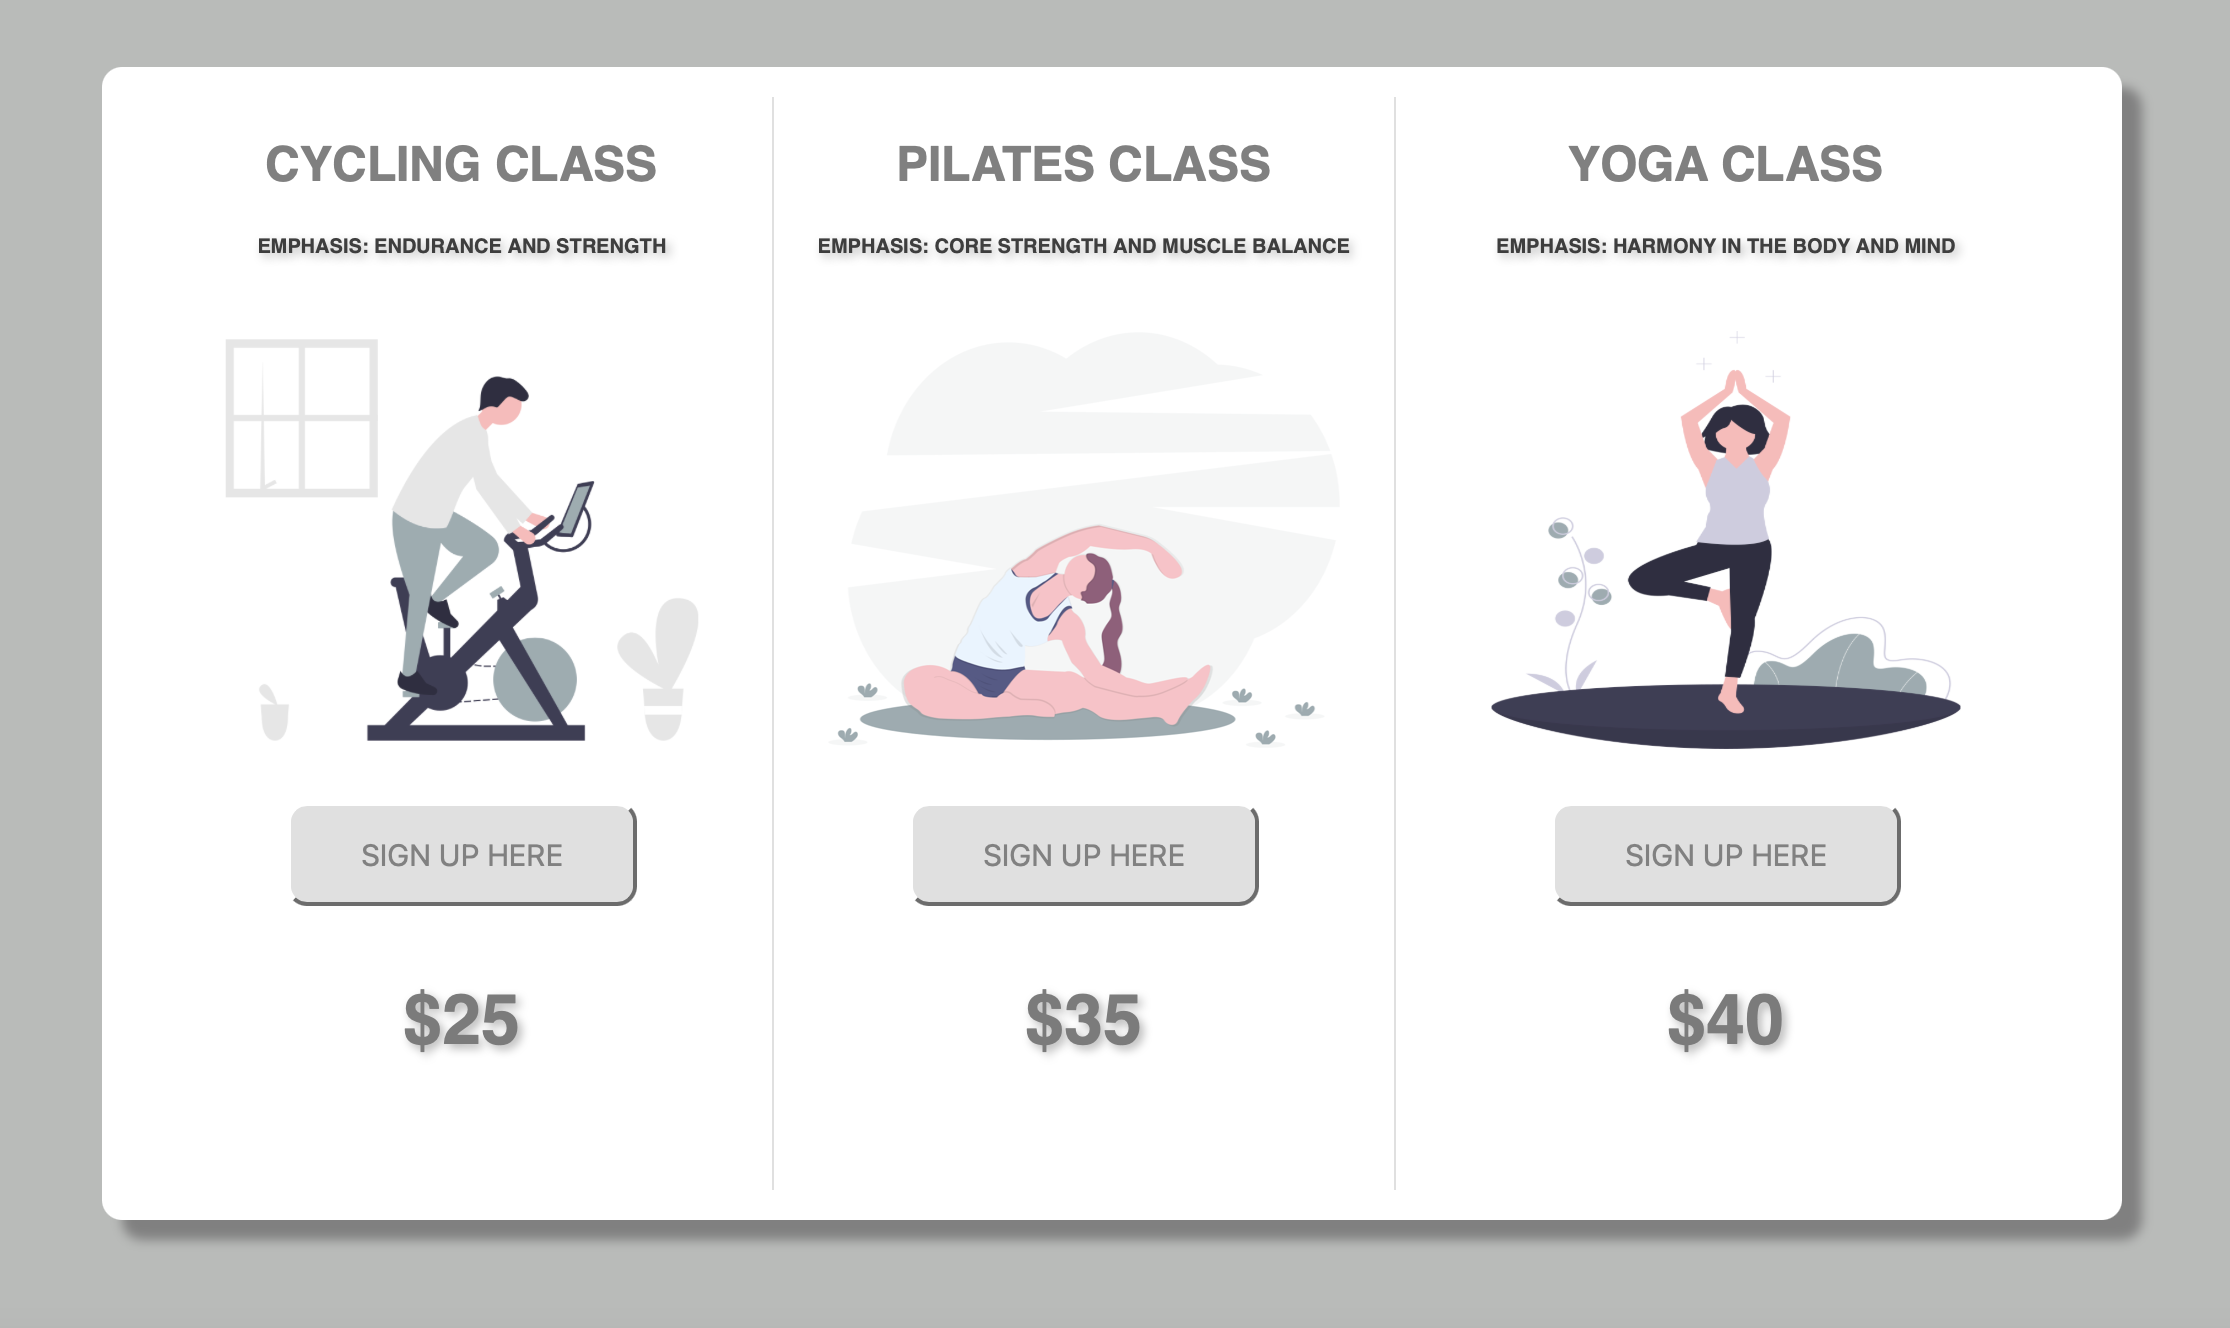 CYCLING CLASS
EMPHASIS: ENDURANCE AND STRENGTH
SIGN UP HERE
$25
PILATES CLASS
EMPHASIS: CORE STRENGTH AND MUSCLE BALANCE
SIGN UP HERE
$35
YOGA CLASS
EMPHASIS: HARMONY IN THE BODY AND MIND
SIGN UP HERE
$40